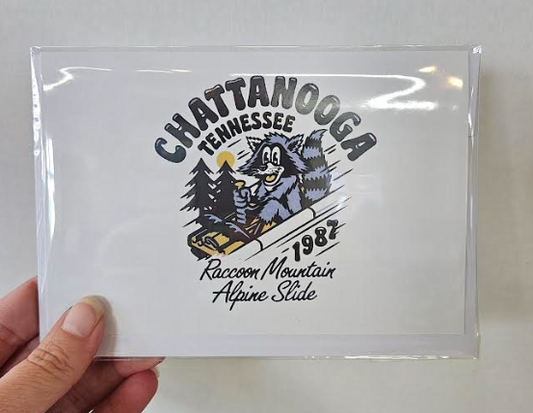 CHATTANOOGA
TENNESSEE
1987
Raccoon Mountain
Alpine Slide